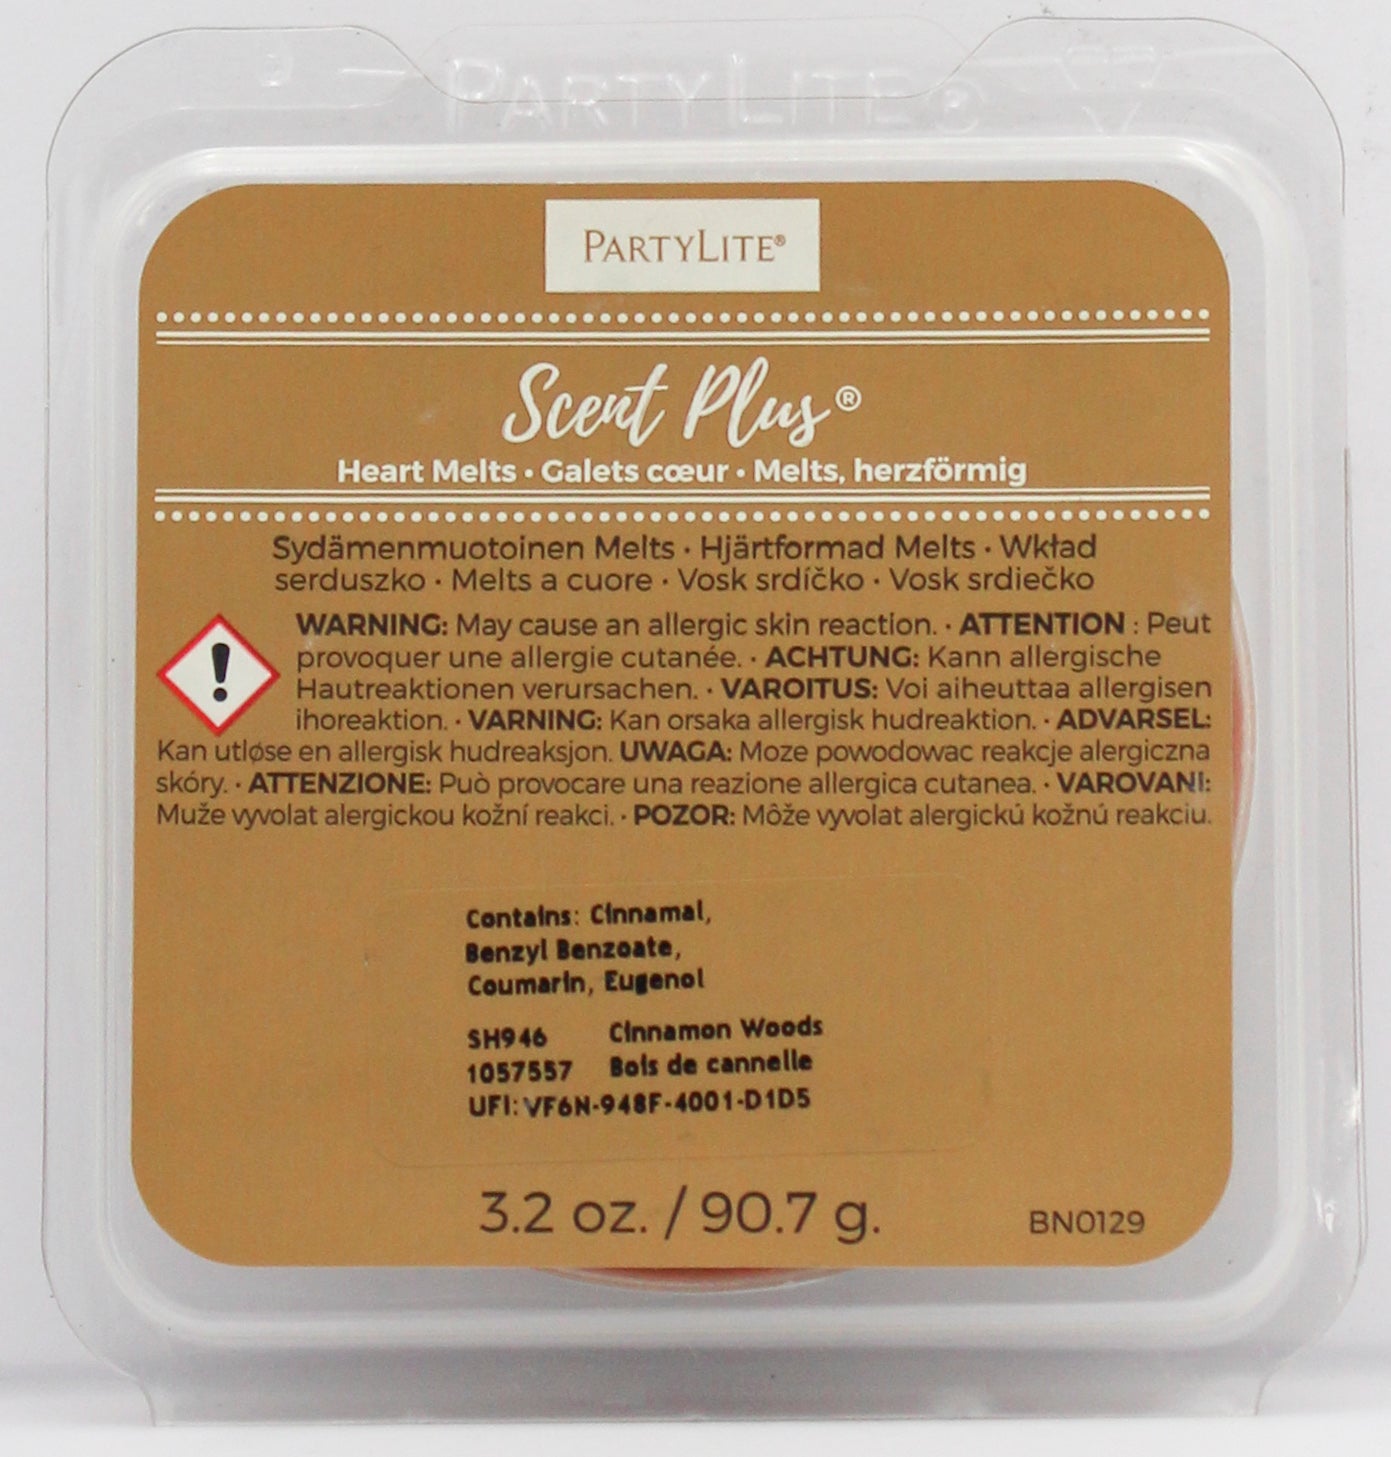 PARTYLITE®
PARTYLITE®
Scent Plus®
Heart Melts • Galets cœur • Melts, herzförmig
Sydämenmuotoinen Melts • Hjärtformad Melts • Wkład
serduszko • Melts a cuore • Vosk srdíčko • Vosk srdiečko
WARNING: May cause an allergic skin reaction. • ATTENTION : Peut
provoquer une allergie cutanée. • ACHTUNG: Kann allergische
Hautreaktionen verursachen. • VAROITUS: Voi aiheuttaa allergisen
ihoreaktion. • VARNING: Kan orsaka allergisk hudreaktion. • ADVARSEL:
Kan utløse en allergisk hudreaksjon. UWAGA: Moze powodowac reakcje alergiczna
skóry. • ATTENZIONE: Può provocare una reazione allergica cutanea. • VAROVANI:
Muže vyvolat alergickou kožní reakci. • POZOR: Môže vyvolat alergickú kožnú reakciu.
Contains: Cinnamal,
Benzyl Benzoate,
Coumarin, Eugenol
SH946 Cinnamon Woods
1057557 Bois de cannelle
UFI: VF6N-948F-4001-D1D5
3.2 oz. / 90.7 g.
BN0129